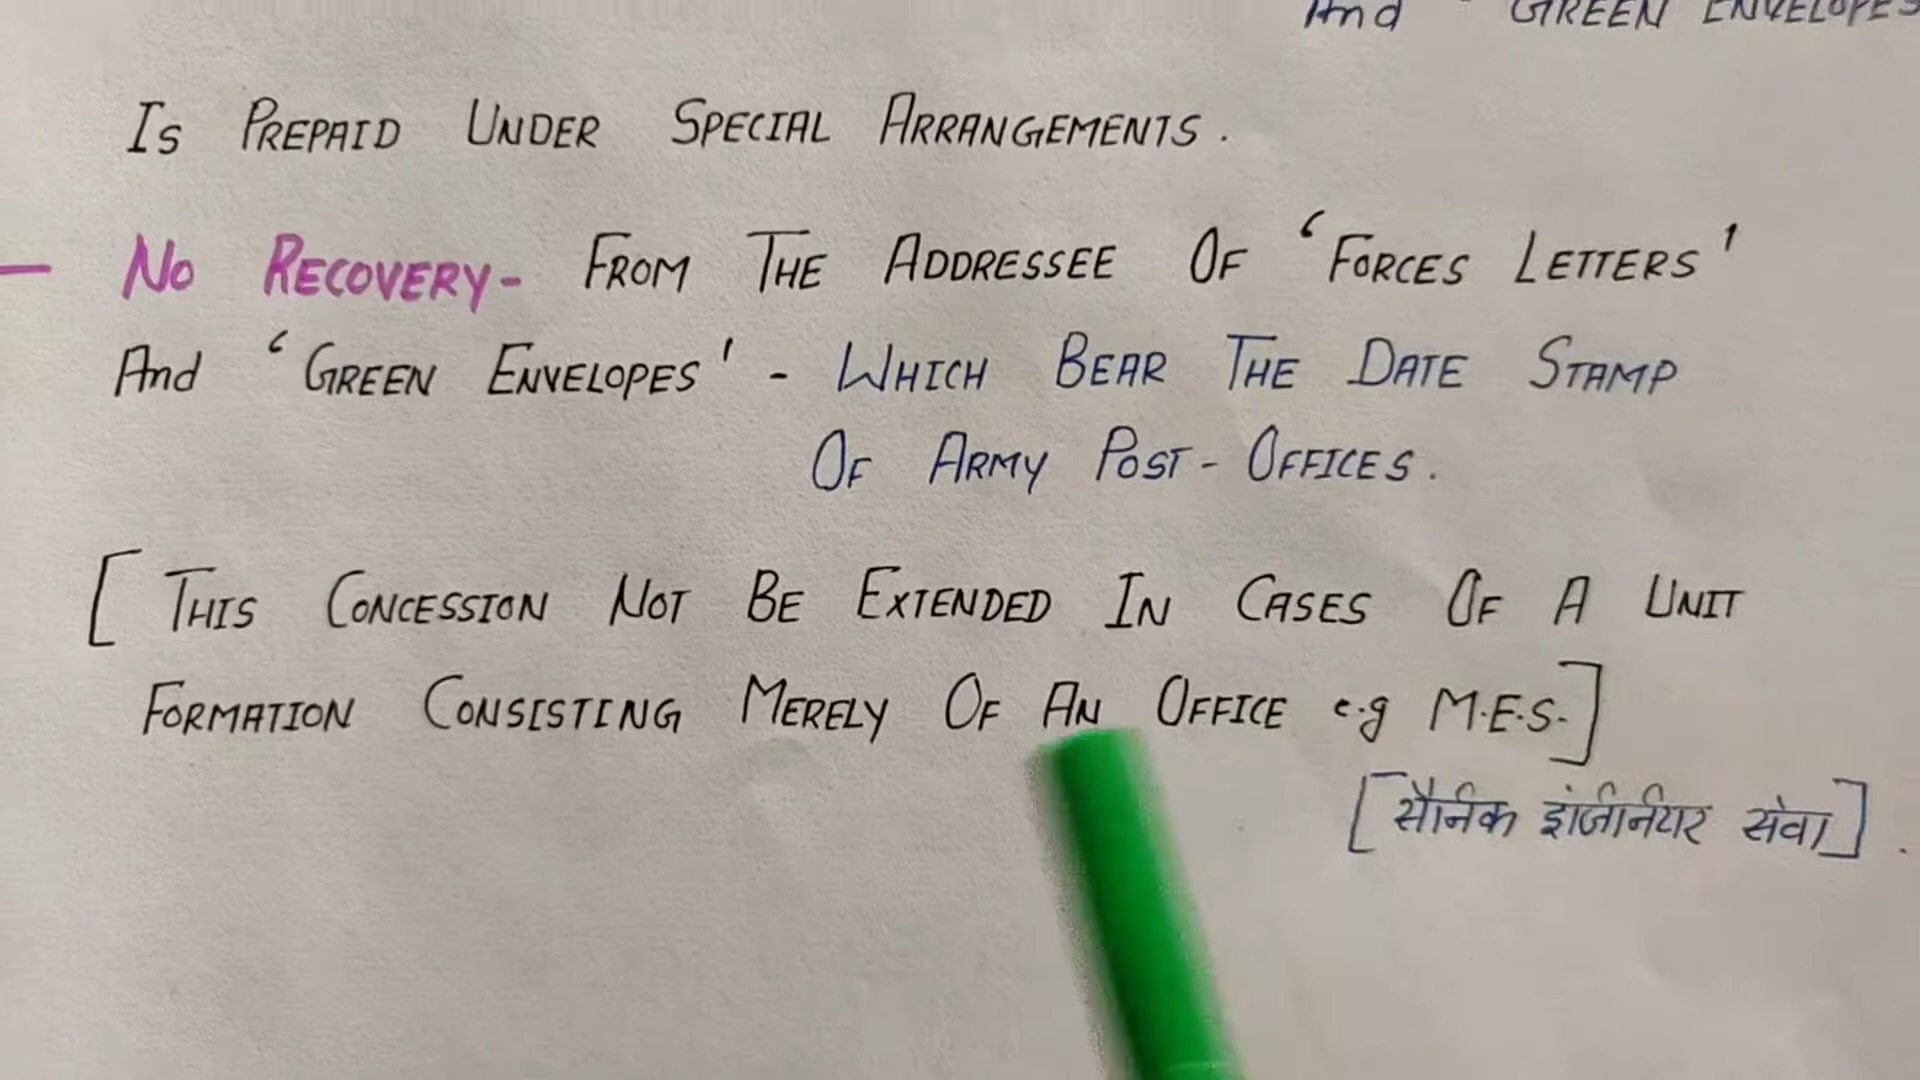 And ' GREEN ENVELOPES
IS PREPAID UNDER SPECIAL ARRANGEMENTS.
— NO RECOVERY- FROM THE ADDRESSEE OF 'FORCES LETTERS'
And 'GREEN ENVELOPES' - WHICH BEAR THE DATE STAMP
OF ARMY POST-OFFICES.
[ THIS CONCESSION NOT BE EXTENDED IN CASES OF A UNIT
FORMATION CONSISTING MERELY OF AN OFFICE e.g M.E.S.]
[सैनिक इंजीनियर सेवा].